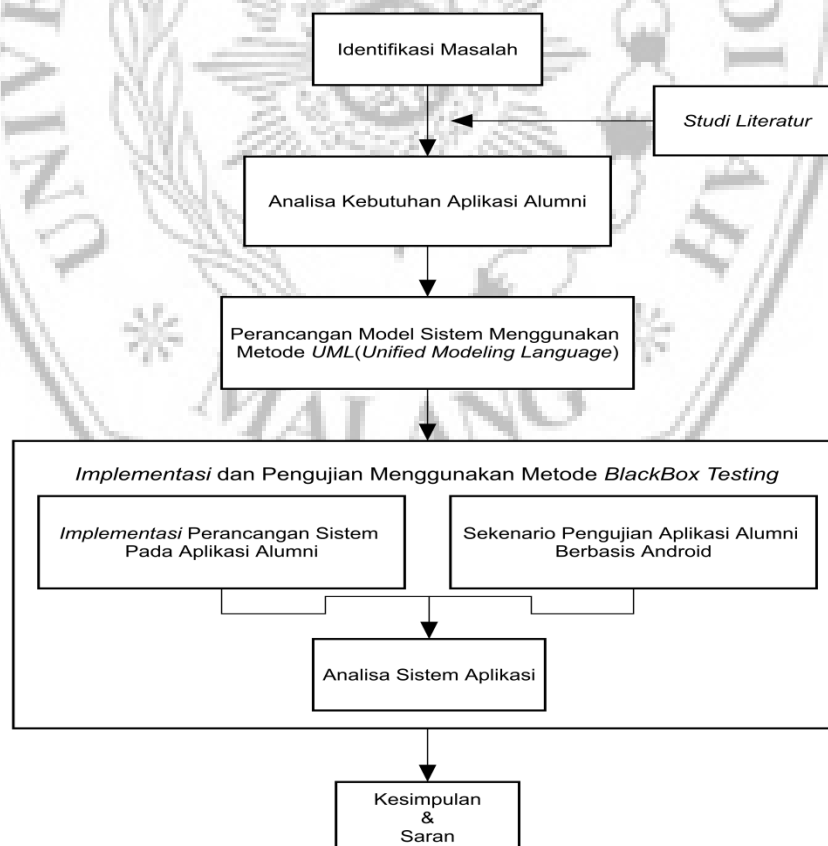 Identifikasi Masalah
Studi Literatur
Analisa Kebutuhan Aplikasi Alumni
Perancangan Model Sistem Menggunakan
Metode UML(Unified Modeling Language)
Implementasi dan Pengujian Menggunakan Metode BlackBox Testing
Implementasi Perancangan Sistem
Pada Aplikasi Alumni
Sekenario Pengujian Aplikasi Alumni
Berbasis Android
Analisa Sistem Aplikasi
Kesimpulan
&
Saran
MALANG